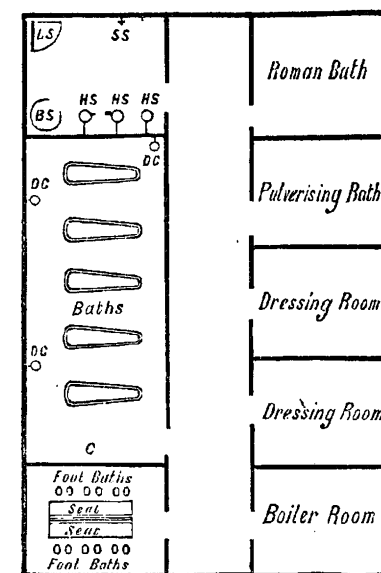 LS
SS
BS
HS
HS
HS
DC
DC
Baths
DC
C
Foot Baths
Seat
Seat
Foot Baths
Roman Bath
Pulverising Bath
Dressing Room
Dressing Room
Boiler Room